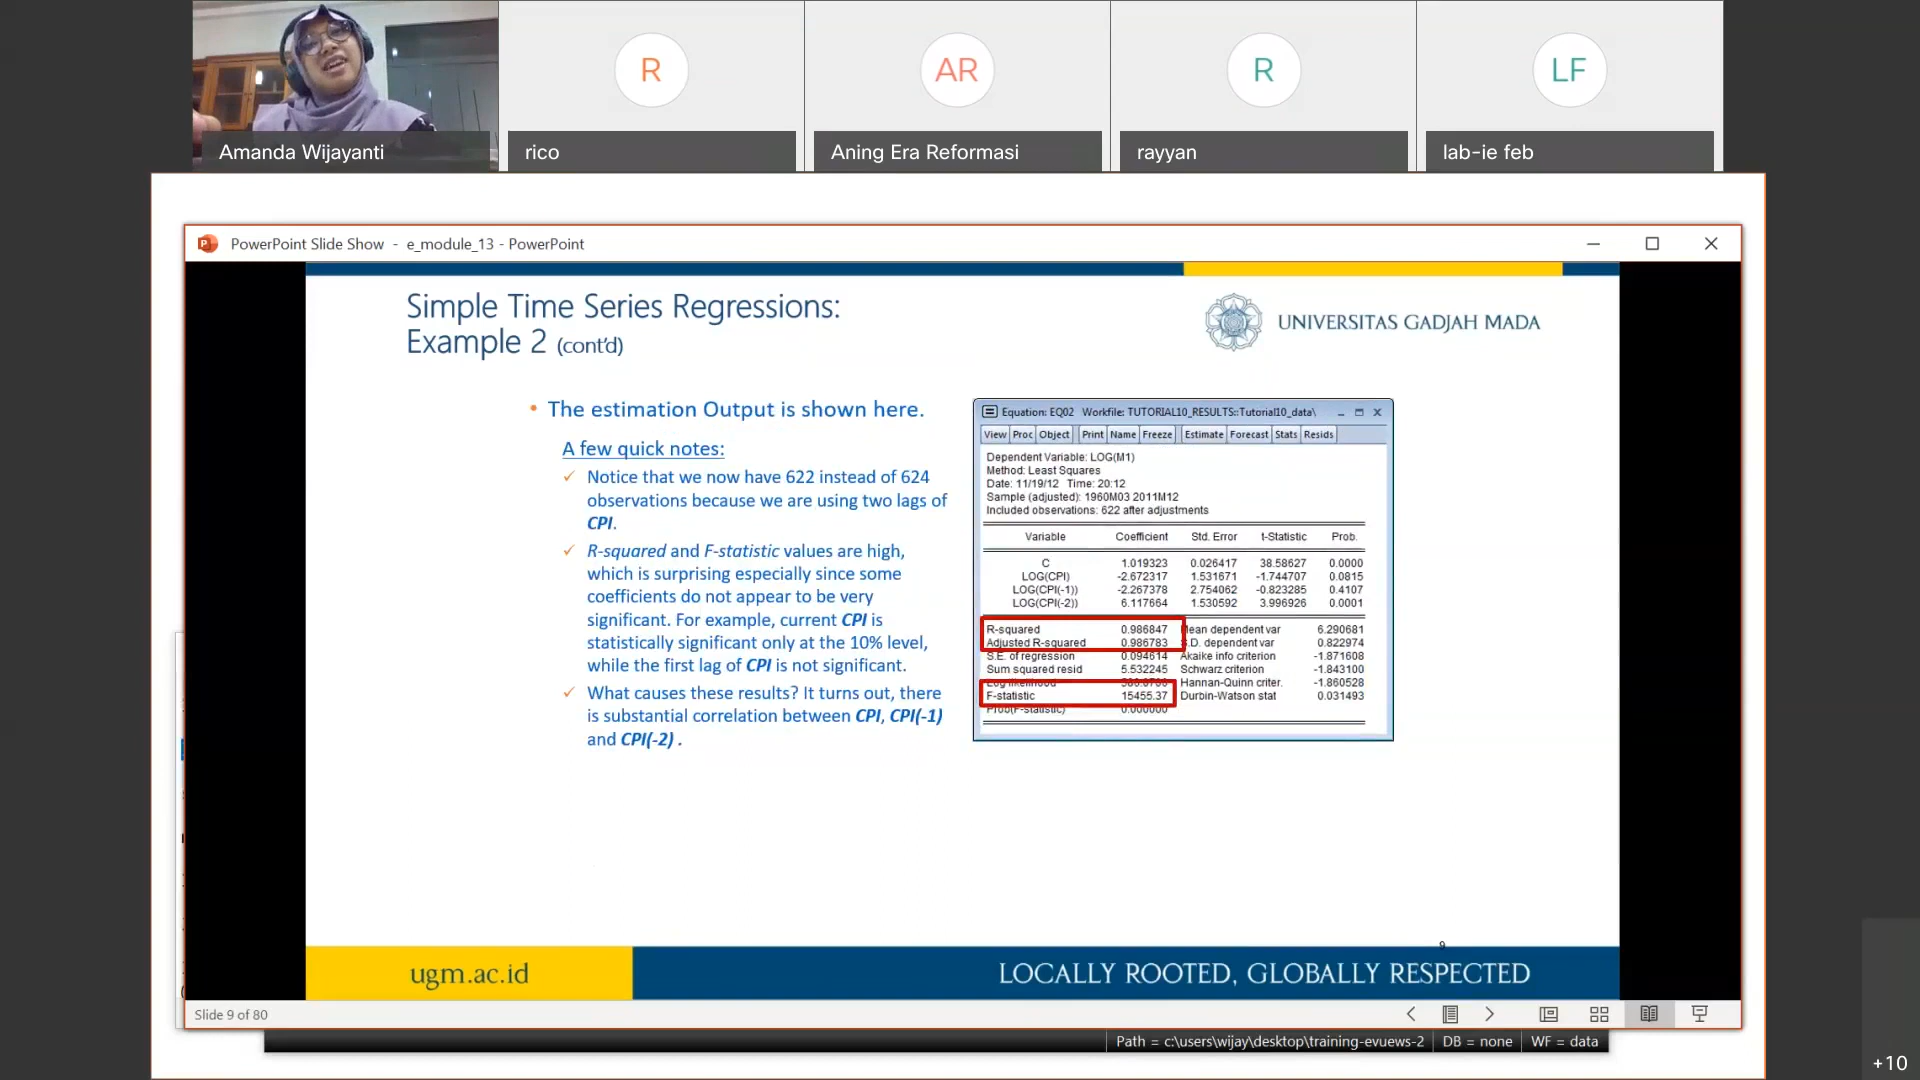 R
AR
R
LF
Amanda Wijayanti
rico
Aning Era Reformasi
rayyan
lab-ie feb
PowerPoint Slide Show - e_module_13 - PowerPoint
Simple Time Series Regressions:
Example 2 (cont'd)
UNIVERSITAS GADJAH MADA
• The estimation Output is shown here.
A few quick notes:
✓ Notice that we now have 622 instead of 624
observations because we are using two lags of
CPI.
✓ R-squared and F-statistic values are high,
which is surprising especially since some
coefficients do not appear to be very
significant. For example, current CPI is
statistically significant only at the 10% level,
while the first lag of CPI is not significant.
✓ What causes these results? It turns out, there
is substantial correlation between CPI, CPI(-1)
and CPI(-2) .
Equation: EQ02 Workfile: TUTORIAL10_RESULTS::Tutorial10_data\
View Proc Object Print Name Freeze Estimate Forecast Stats Resids
Dependent Variable: LOG(M1)
Method: Least Squares
Date: 11/19/12 Time: 20:12
Sample (adjusted): 1960M03 2011M12
Included observations: 622 after adjustments
Variable Coefficient Std. Error t-Statistic Prob.
C 1.019323 0.026417 38.58627 0.0000
LOG(CPI) -2.672317 1.531671 -1.744707 0.0815
LOG(CPI(-1)) -2.267378 2.754062 -0.823285 0.4107
LOG(CPI(-2)) 6.117664 1.530592 3.996926 0.0001
R-squared 0.986847 Mean dependent var 6.290681
Adjusted R-squared 0.986783 S.D. dependent var 0.822974
S.E. of regression 0.094614 Akaike info criterion -1.871608
Sum squared resid 5.532245 Schwarz criterion -1.843100
Log likelihood Hannan-Quinn criter. -1.860528
F-statistic 15455.37 Durbin-Watson stat 0.031493
Prob(F-statistic) 0.000000
9
ugm.ac.id
LOCALLY ROOTED, GLOBALLY RESPECTED
Slide 9 of 80
Path = c:\users\wijay\desktop\training-evuews-2 DB = none WF = data
+10